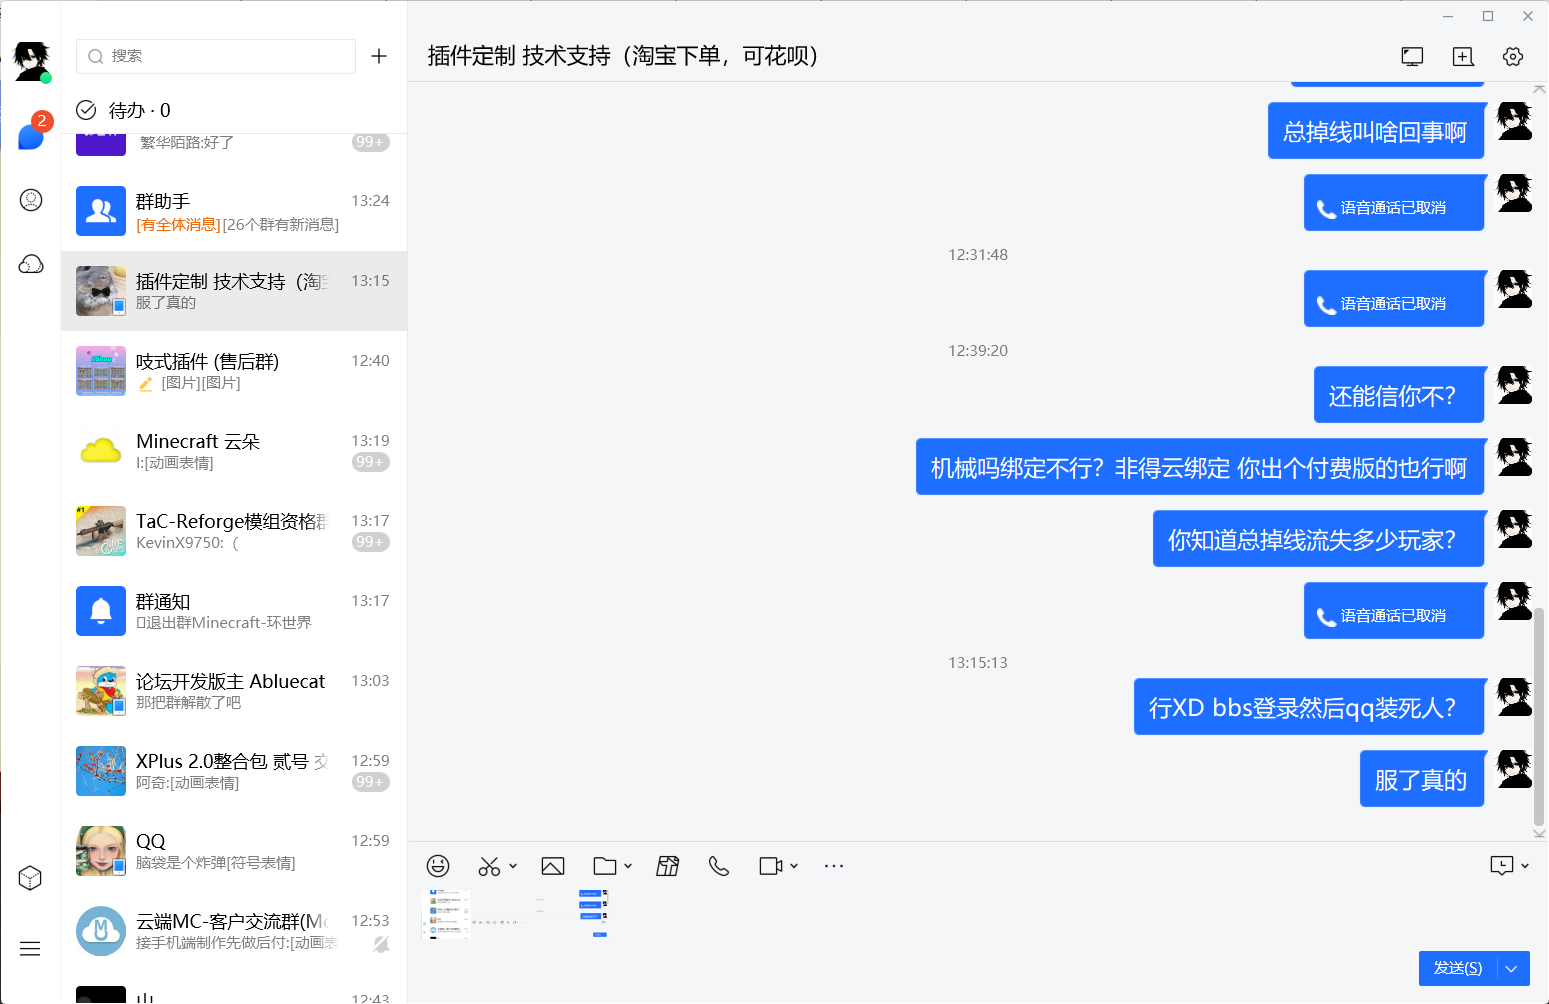 搜索
待办 · 0
2
繁华陌路:好了
99+
群助手
13:24
[有全体消息][26个群有新消息]
插件定制 技术支持（淘宝
13:15
服了真的
吱式插件 (售后群)
12:40
[图片][图片]
Minecraft 云朵
13:19
I:[动画表情]
99+
TaC-Reforge模组资格群
13:17
KevinX9750:（
99+
群通知
13:17
退出群Minecraft-环世界
论坛开发版主 Abluecat
13:03
那把群解散了吧
XPlus 2.0整合包 贰号 交
12:59
阿奇:[动画表情]
99+
QQ
12:59
脑袋是个炸弹[符号表情]
云端MC-客户交流群(Mc
12:53
接手机端制作先做后付:[动画表
山
12:43
插件定制 技术支持（淘宝下单，可花呗）
总掉线叫啥回事啊
语音通话已取消
12:31:48
语音通话已取消
12:39:20
还能信你不？
机械吗绑定不行？非得云绑定 你出个付费版的也行啊
你知道总掉线流失多少玩家？
语音通话已取消
13:15:13
行XD bbs登录然后qq装死人？
服了真的
发送(S)